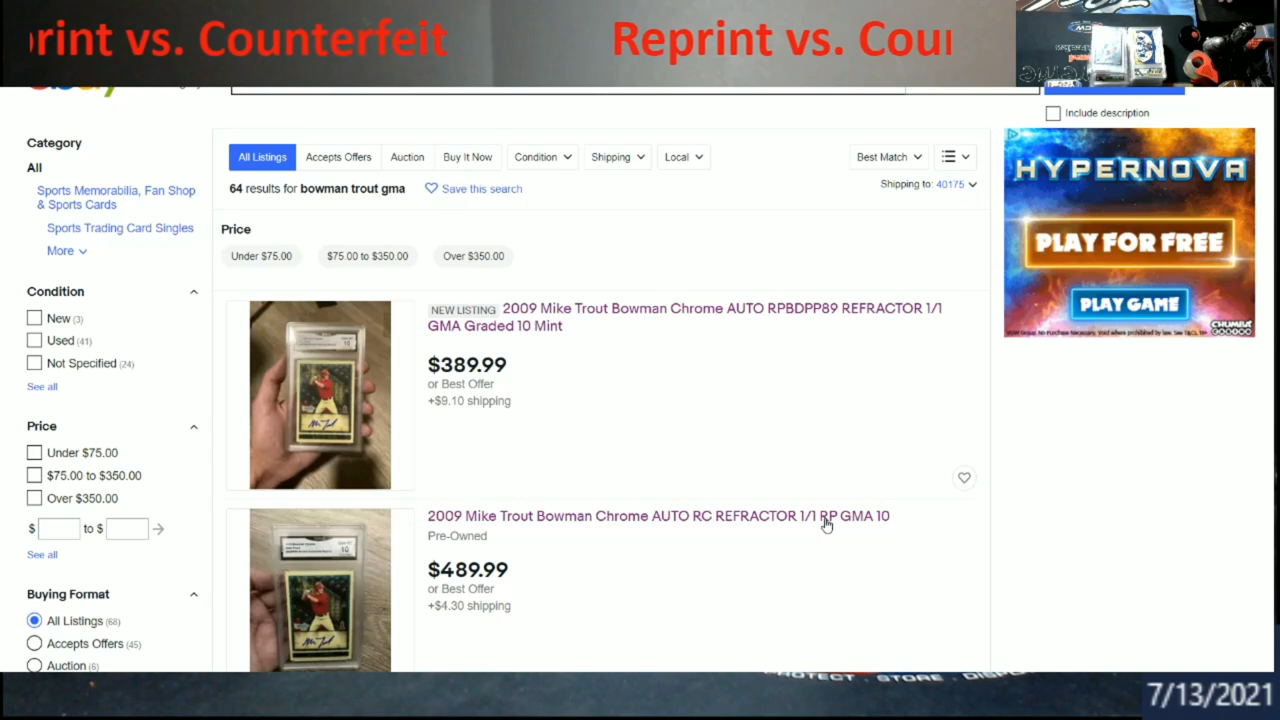 rint vs. Counterfeit
Reprint vs. Cou
Include description
Category
All
Sports Memorabilia, Fan Shop
& Sports Cards
Sports Trading Card Singles
More
Condition
New (3)
Used (41)
Not Specified (24)
See all
Price
Under $75.00
$75.00 to $350.00
Over $350.00
$ to $
See all
Buying Format
All Listings (68)
Accepts Offers (45)
Auction (6)
All Listings Accepts Offers Auction Buy It Now Condition Shipping Local Best Match
64 results for bowman trout gma Save this search Shipping to: 40175
Price
Under $75.00 $75.00 to $350.00 Over $350.00
NEW LISTING 2009 Mike Trout Bowman Chrome AUTO RPBDPP89 REFRACTOR 1/1
GMA Graded 10 Mint
$389.99
or Best Offer
+$9.10 shipping
2009 Mike Trout Bowman Chrome AUTO RC REFRACTOR 1/1 RP GMA 10
Pre-Owned
$489.99
or Best Offer
+$4.30 shipping
10
10
HYPERNOVA
PLAY FOR FREE
PLAY GAME
CHUMBA
STORE
7/13/2021